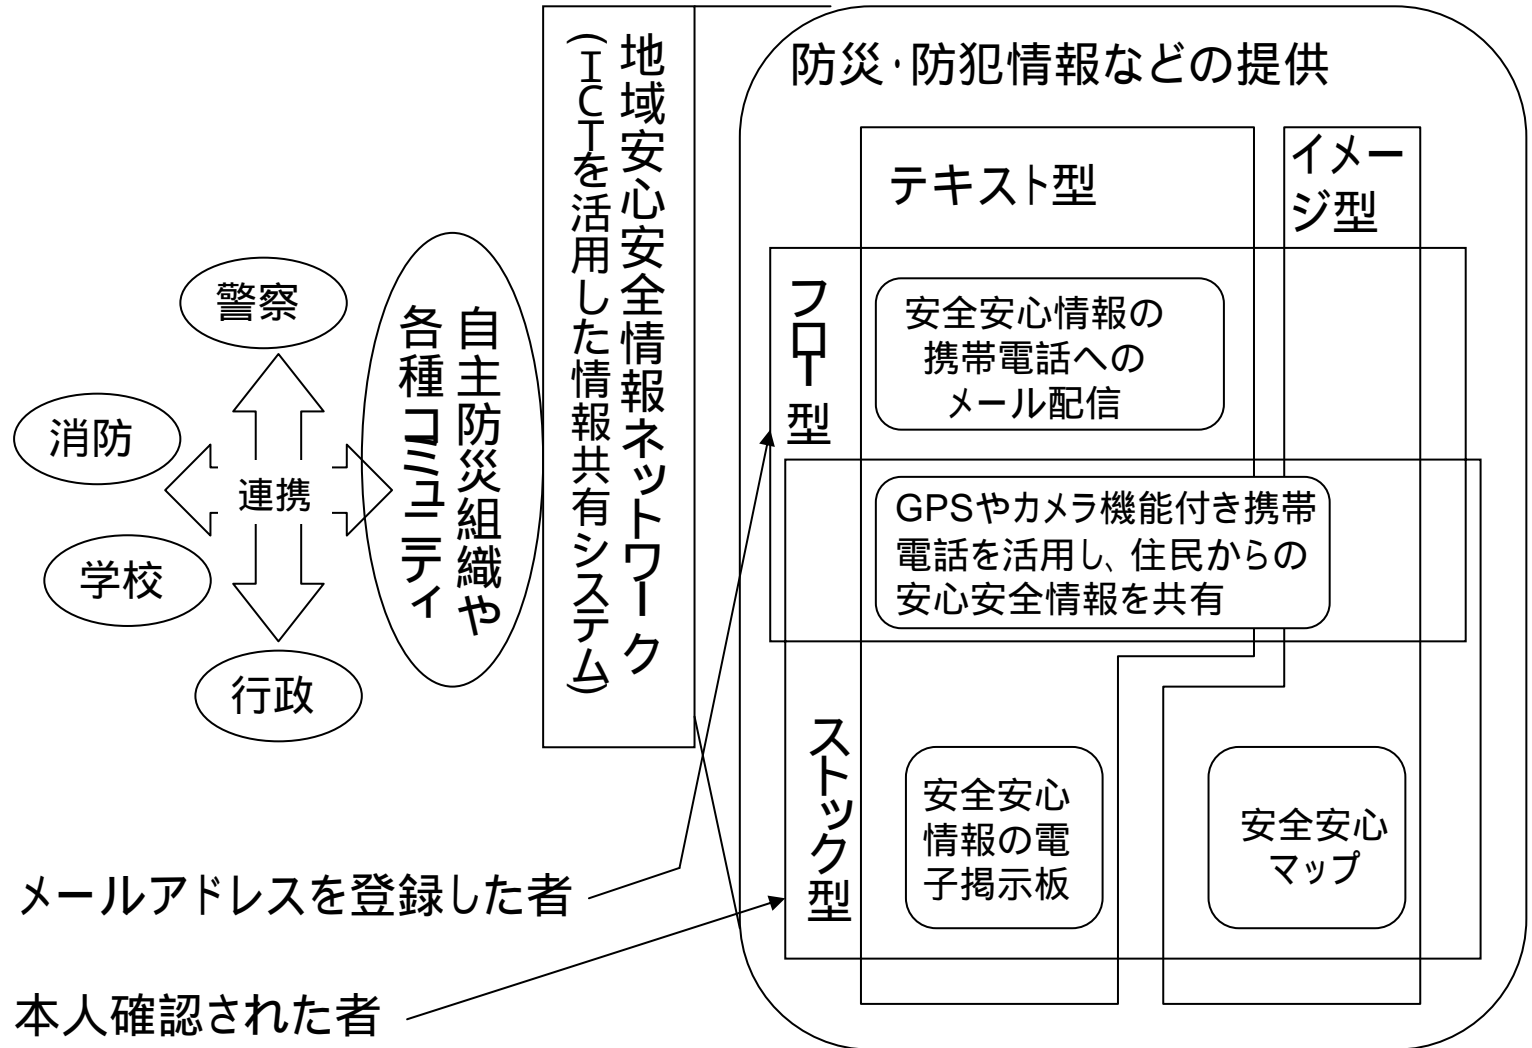 地域安心安全情報ネットワーク
(ICTを活用した情報共有システム)
防災・防犯情報などの提供
テキスト型
イメー
ジ型
警察
消防
連携
学校
行政
自主防災組織や
各種コミュニティ
フロー型
安全安心情報の
携帯電話への
メール配信
GPSやカメラ機能付き携帯
電話を活用し、住民からの
安心安全情報を共有
ストック型
安全安心
情報の電
子掲示板
安全安心
マップ
メールアドレスを登録した者
本人確認された者